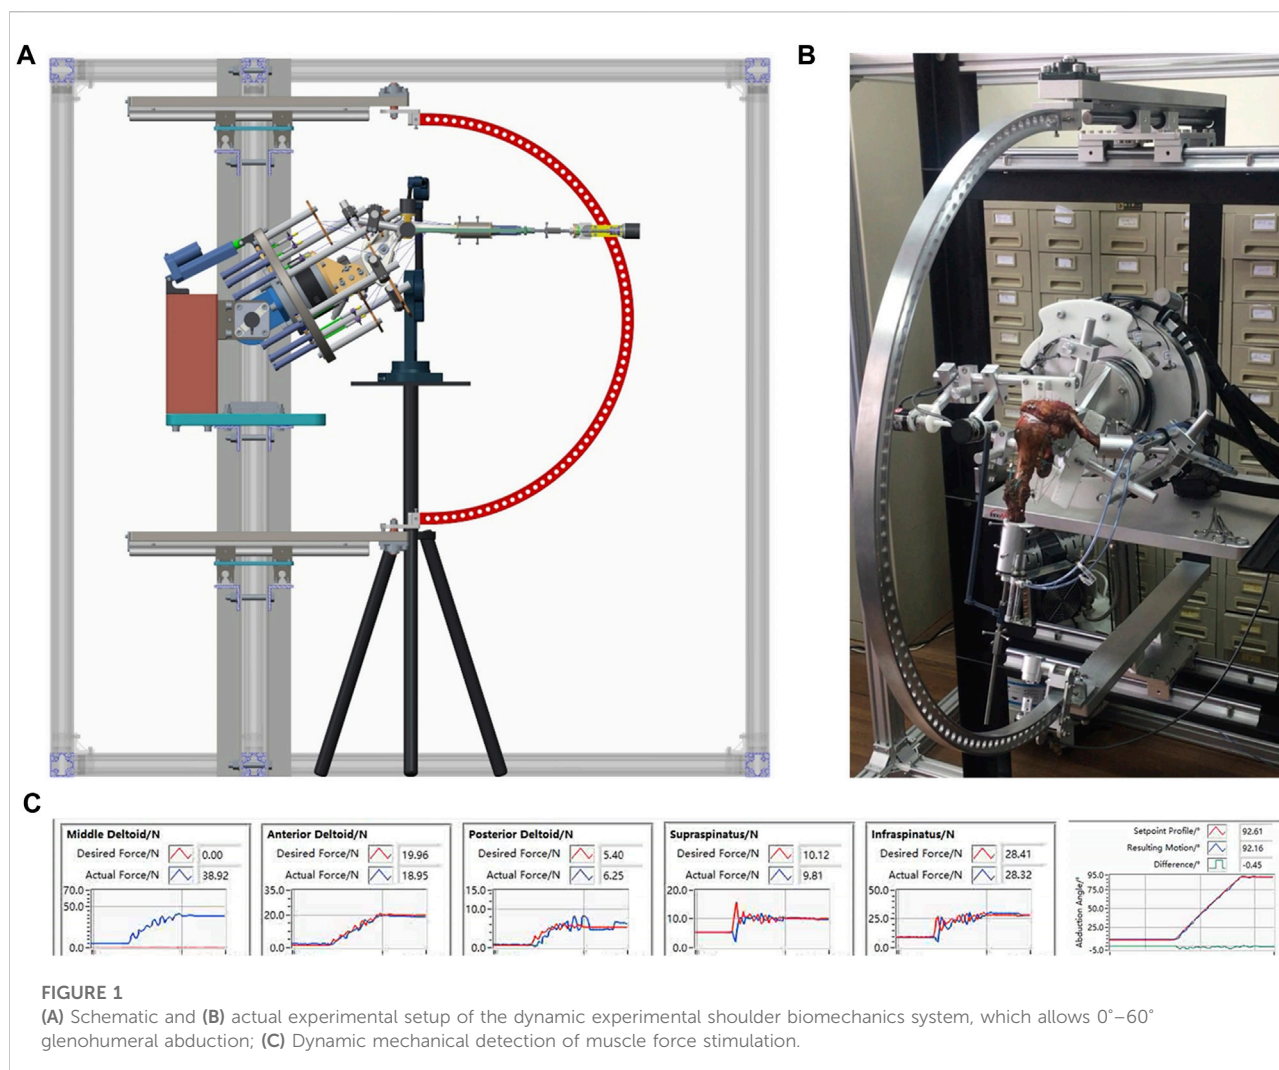 A
B
C
Middle Deltoid/N
Desired Force/N 0.00
Actual Force/N 38.92
70.0
50.0
0.0
Anterior Deltoid/N
Desired Force/N 19.96
Actual Force/N 18.95
35.0
20.0
0.0
Posterior Deltoid/N
Desired Force/N 5.40
Actual Force/N 6.25
15.0
10.0
0.0
Supraspinatus/N
Desired Force/N 10.12
Actual Force/N 9.81
20.0
10.0
0.0
Infraspinatus/N
Desired Force/N 28.41
Actual Force/N 28.32
50.0
25.0
0.0
Setpoint Profile/° 92.61
Resulting Motion/° 92.16
Difference/° -0.45
Abduction Angle/°
95.0
50.0
25.0
-5.0
FIGURE 1
(A) Schematic and (B) actual experimental setup of the dynamic experimental shoulder biomechanics system, which allows 0°–60°
glenohumeral abduction; (C) Dynamic mechanical detection of muscle force stimulation.